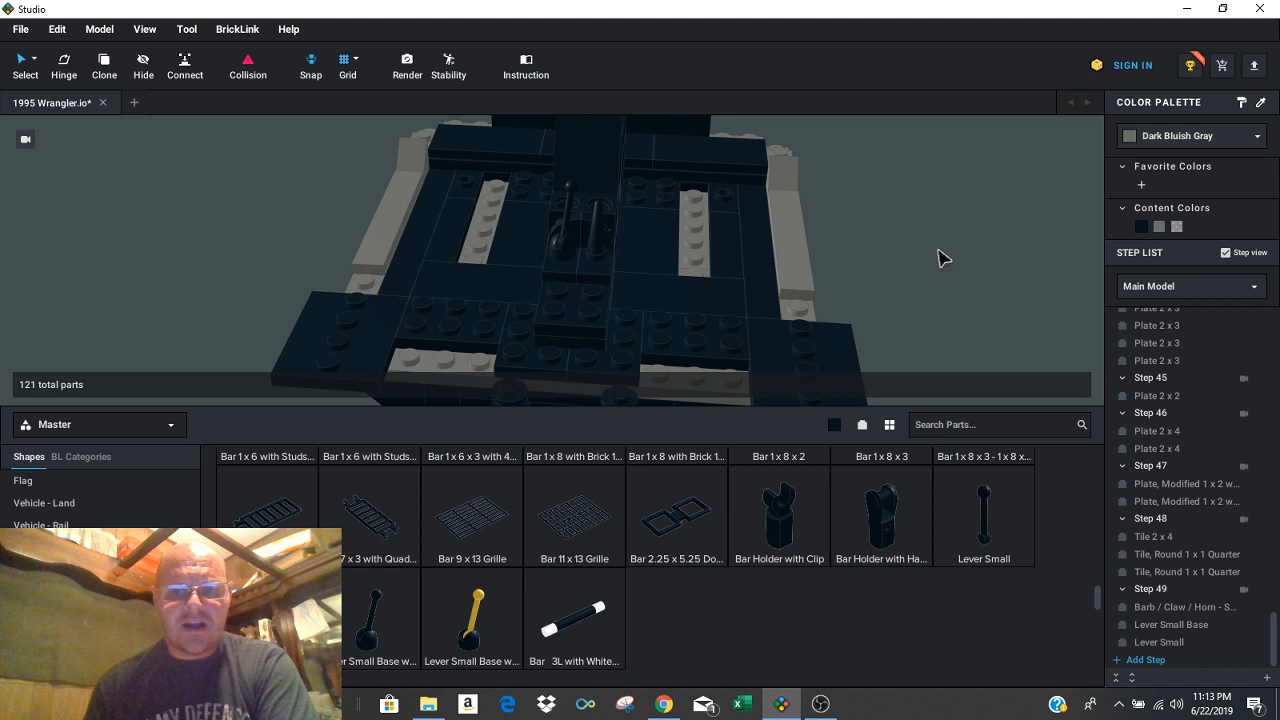 Studio
File Edit Model View Tool BrickLink Help
Select Hinge Clone Hide Connect Collision Snap Grid Render Stability Instruction
SIGN IN
1995 Wrangler.io*
COLOR PALETTE
Dark Bluish Gray
Favorite Colors
Content Colors
STEP LIST
Step view
Main Model
Plate 2 x 3
Plate 2 x 3
Plate 2 x 3
Plate 2 x 3
Step 45
Plate 2 x 2
Step 46
Plate 2 x 4
Plate 2 x 4
Step 47
Plate, Modified 1 x 2 w...
Plate, Modified 1 x 2 w...
Step 48
Tile 2 x 4
Tile, Round 1 x 1 Quarter
Tile, Round 1 x 1 Quarter
Step 49
Barb / Claw / Horn - S...
Lever Small Base
Lever Small
+ Add Step
121 total parts
Master
Search Parts...
Shapes BL Categories
Flag
Vehicle - Land
Vehicle - Rail
Bar 1 x 6 with Studs... Bar 1 x 6 with Studs... Bar 1 x 6 x 3 with 4... Bar 1 x 8 with Brick 1... Bar 1 x 8 with Brick 1... Bar 1 x 8 x 2 Bar 1 x 8 x 3 Bar 1 x 8 x 3 - 1 x 8 x...
7 x 3 with Quad... Bar 9 x 13 Grille Bar 11 x 13 Grille Bar 2.25 x 5.25 Do... Bar Holder with Clip Bar Holder with Ha... Lever Small
er Small Base w... Lever Small Base w... Bar 3L with White...
MY DEFEN
11:13 PM
6/22/2019